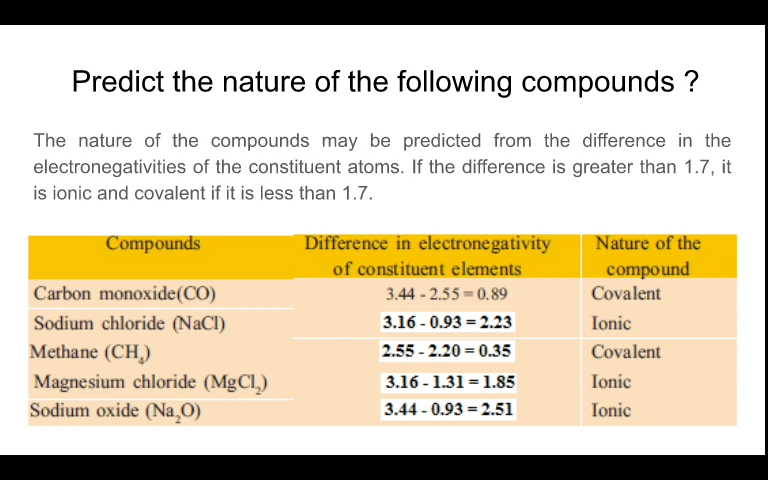 Predict the nature of the following compounds ?
The nature of the compounds may be predicted from the difference in the
electronegativities of the constituent atoms. If the difference is greater than 1.7, it
is ionic and covalent if it is less than 1.7.
Compounds Difference in electronegativity of constituent elements Nature of the compound
Carbon monoxide(CO) 3.44 - 2.55 = 0.89 Covalent
Sodium chloride (NaCl) 3.16 - 0.93 = 2.23 Ionic
Methane (CH₄) 2.55 - 2.20 = 0.35 Covalent
Magnesium chloride (MgCl₂) 3.16 - 1.31 = 1.85 Ionic
Sodium oxide (Na₂O) 3.44 - 0.93 = 2.51 Ionic